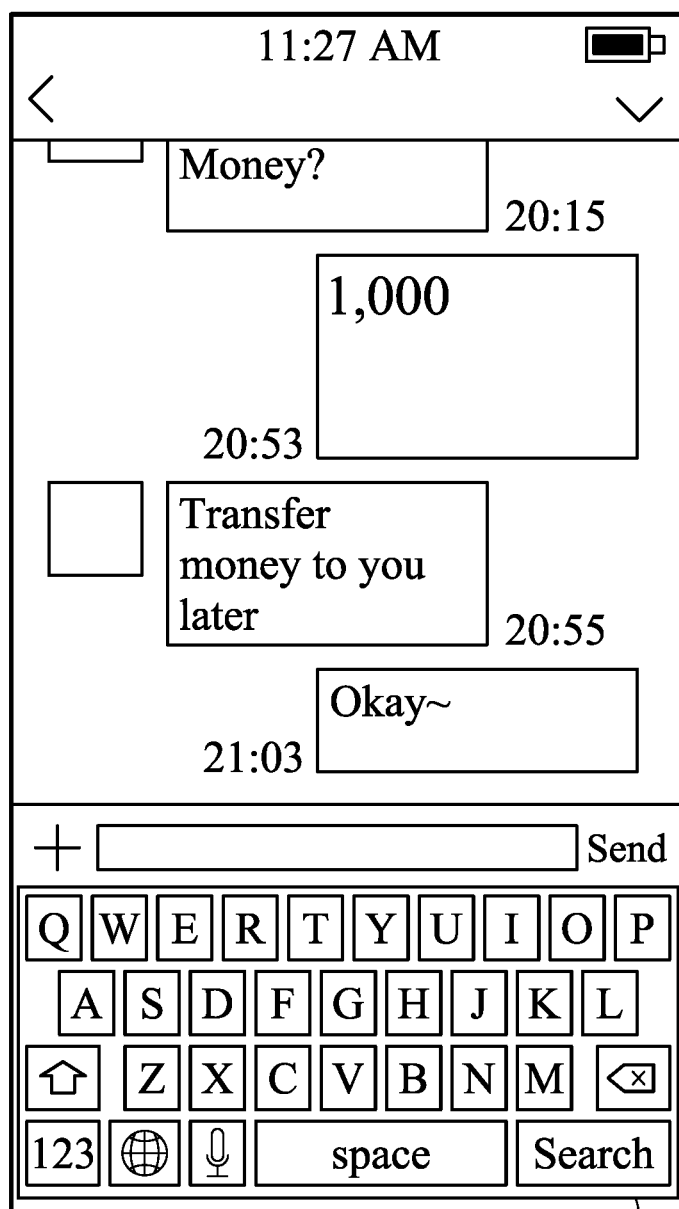 11:27 AM
Money?
20:15
1,000
20:53
Transfer
money to you
later
20:55
Okay~
21:03
Send
Q W E R T Y U I O P
A S D F G H J K L
Z X C V B N M
123 space Search